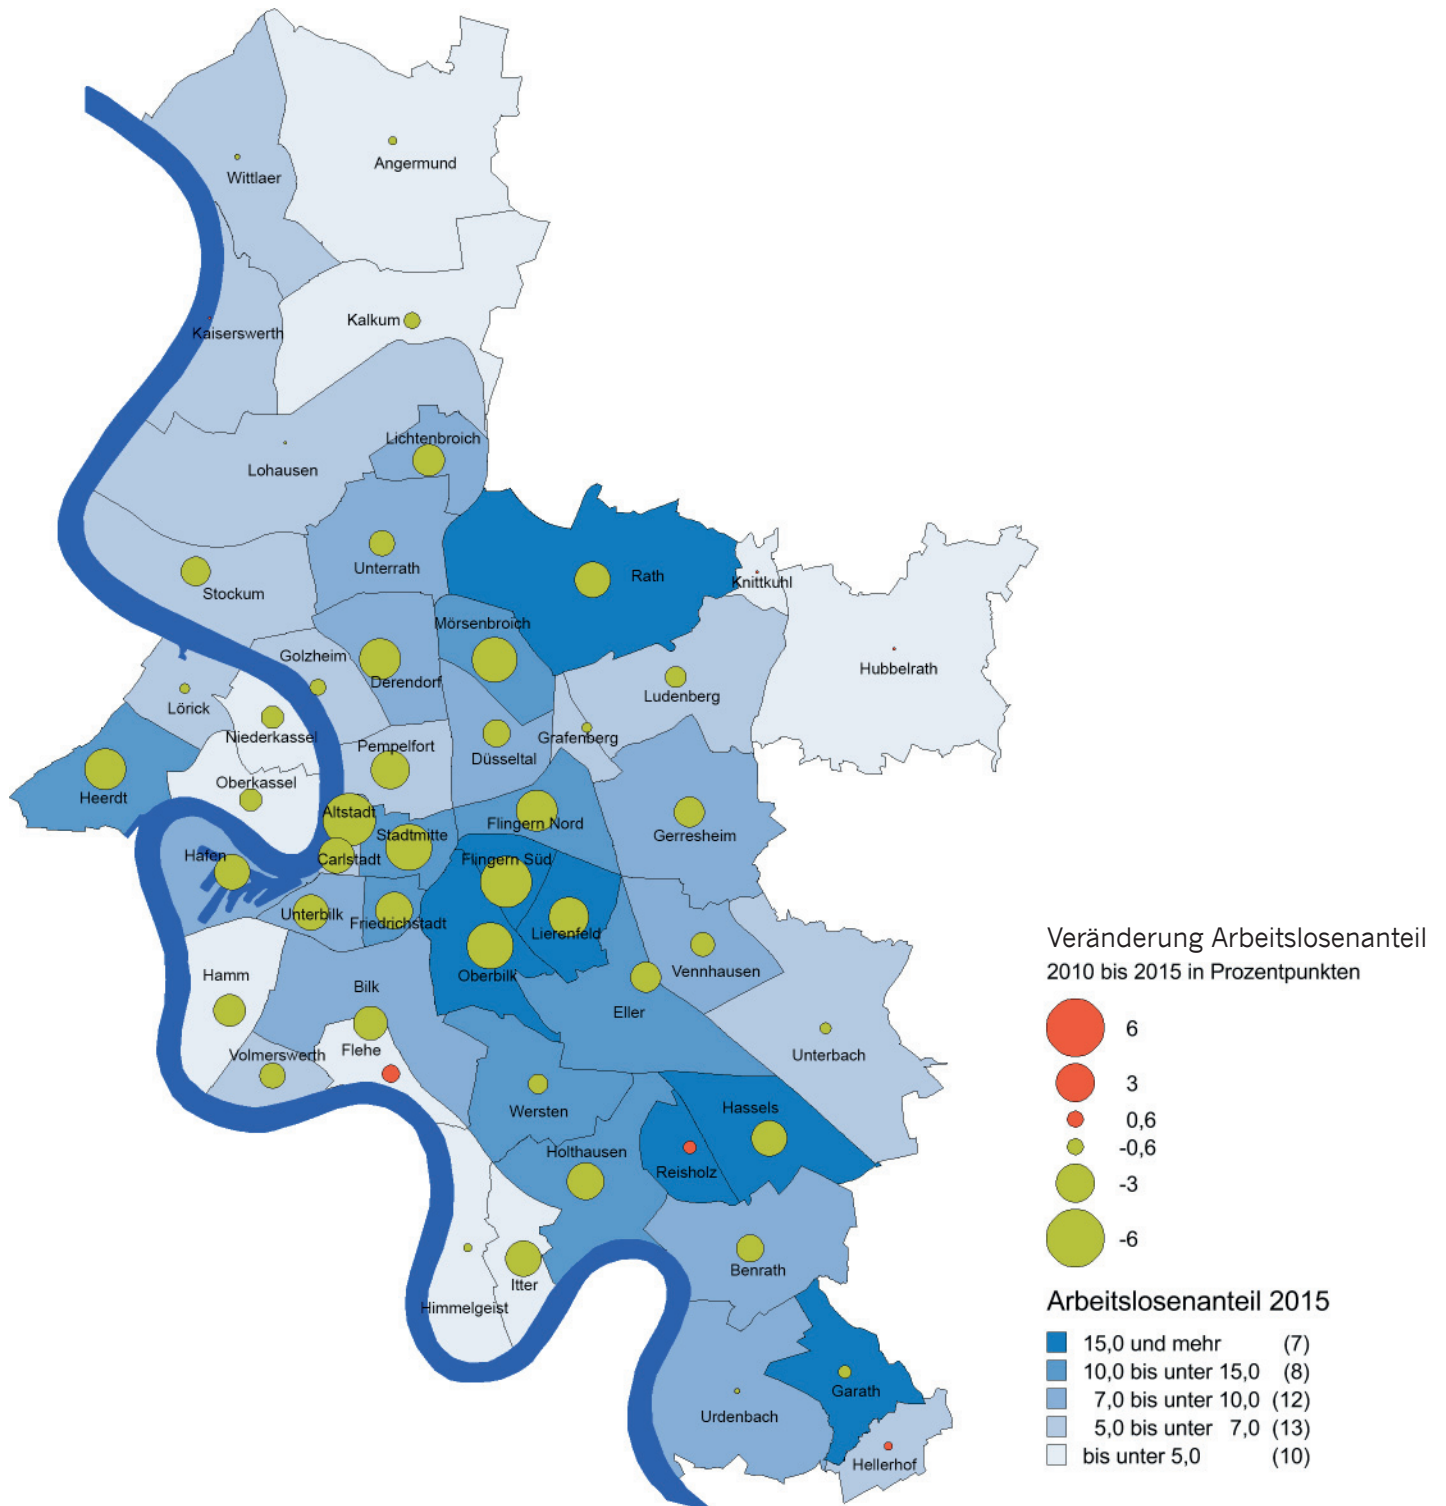 Angermund
Wittlaer
Kalkum
Kaiserswerth
Lichtenbroich
Lohausen
Unterrath
Rath
Knittkuhl
Stockum
Mörsenbroich
Golzheim
Hubbelrath
Derendorf
Ludenberg
Lörick
Niederkassel
Grafenberg
Pempelfort
Düsseltal
Oberkassel
Heerdt
Altstadt
Flingern Nord
Stadtmitte
Gerresheim
Hafen
Carlstadt
Flingern Süd
Unterbilk
Friedrichstadt
Lierenfeld
Hamm
Oberbilk
Vennhausen
Bilk
Eller
Flehe
Volmerswerth
Unterbach
Wersten
Hassels
Holthausen
Reisholz
Benrath
Itter
Himmelgeist
Garath
Urdenbach
Hellerhof
Veränderung Arbeitslosenanteil
2010 bis 2015 in Prozentpunkten
6
3
0,6
-0,6
-3
-6
Arbeitslosenanteil 2015
15,0 und mehr (7)
10,0 bis unter 15,0 (8)
7,0 bis unter 10,0 (12)
5,0 bis unter 7,0 (13)
bis unter 5,0 (10)